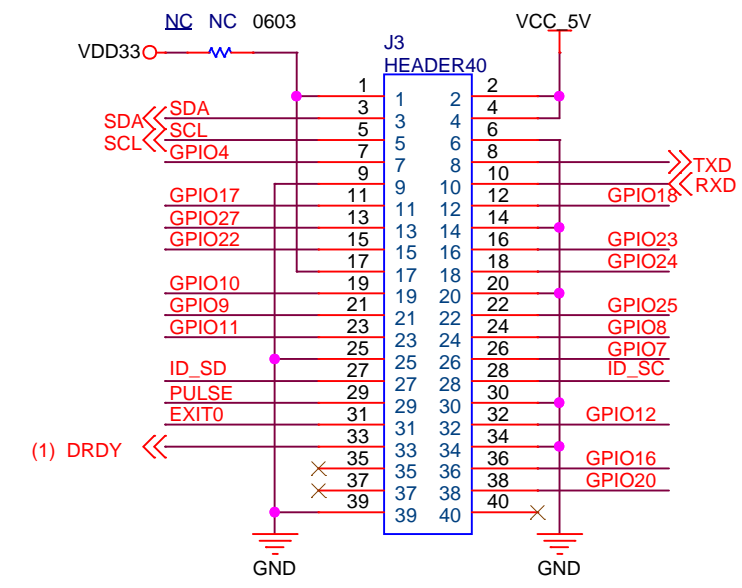 NC NC 0603 VCC_5V
VDD33 J3
HEADER40
1 1 2 2
SDA SDA 3 3 4 4
SCL SCL 5 5 6 6
GPIO4 7 7 8 8 TXD
9 9 10 10 RXD
GPIO17 11 11 12 12 GPIO18
GPIO27 13 13 14 14
GPIO22 15 15 16 16 GPIO23
17 17 18 18 GPIO24
GPIO10 19 19 20 20
GPIO9 21 21 22 22 GPIO25
GPIO11 23 23 24 24 GPIO8
25 25 26 26 GPIO7
ID_SD 27 27 28 28 ID_SC
PULSE 29 29 30 30
EXIT0 31 31 32 32 GPIO12
(1) DRDY 33 33 34 34
35 35 36 36 GPIO16
37 37 38 38 GPIO20
39 39 40 40
GND GND